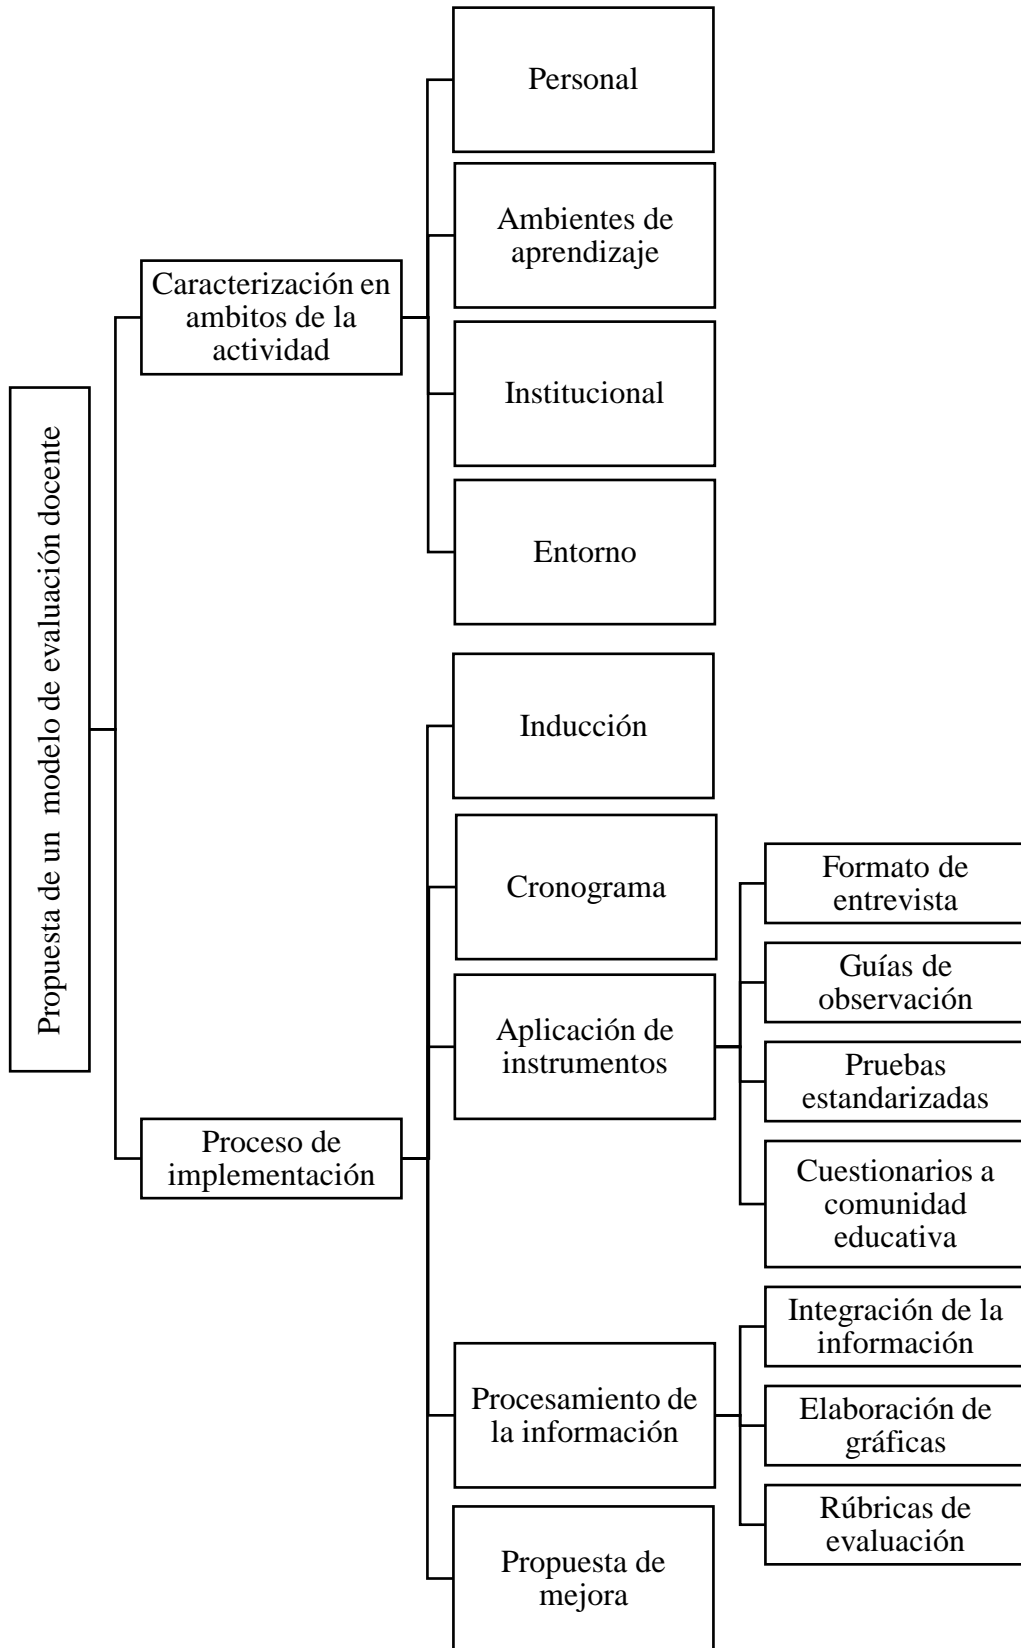 Propuesta de un modelo de evaluación docente
Caracterización en
ambitos de la
actividad
Personal
Ambientes de
aprendizaje
Institucional
Entorno
Proceso de
implementación
Inducción
Cronograma
Aplicación de
instrumentos
Formato de
entrevista
Guías de
observación
Pruebas
estandarizadas
Cuestionarios a
comunidad
educativa
Procesamiento de
la información
Integración de la
información
Elaboración de
gráficas
Rúbricas de
evaluación
Propuesta de
mejora